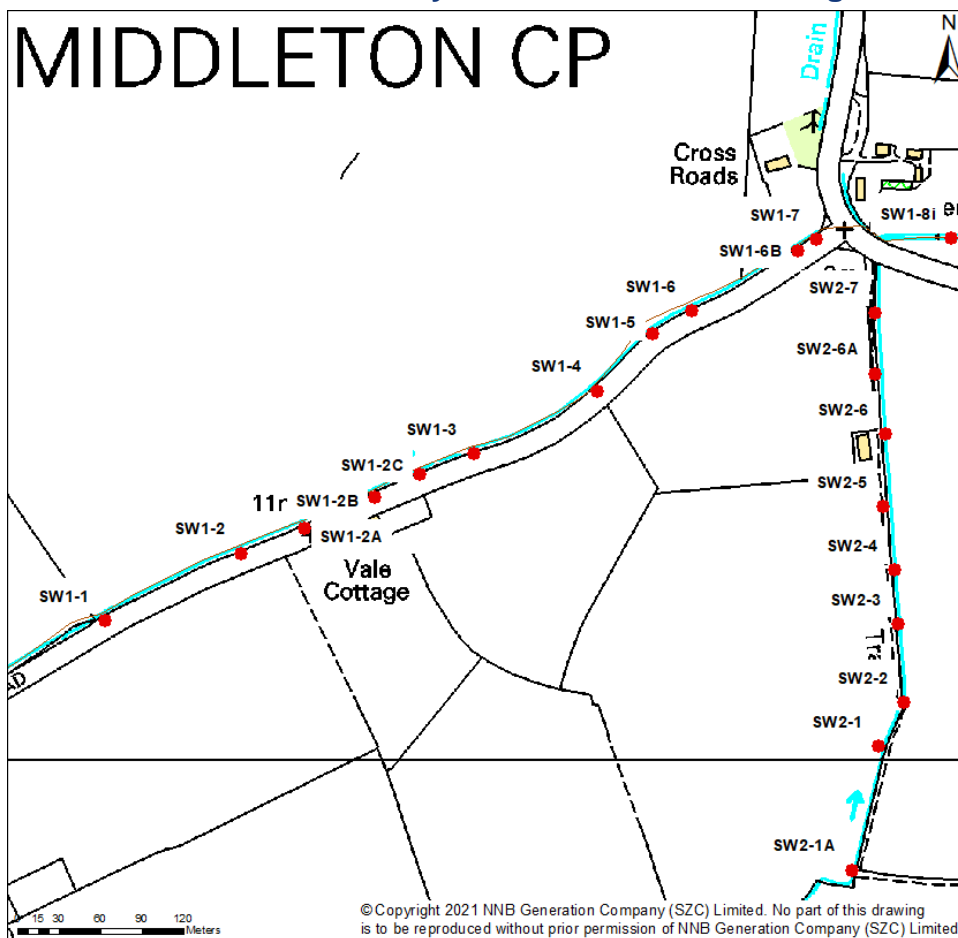 MIDDLETON CP
N
Drain
Cross
Roads
SW1-7
SW1-8i
SW1-6B
SW1-6
SW2-7
SW1-5
SW2-6A
SW1-4
SW2-6
SW1-3
SW1-2C
SW2-5
11r
SW1-2B
SW1-2
SW1-2A
SW2-4
Vale
Cottage
SW1-1
SW2-3
SW2-2
SW2-1
SW2-1A
15 30 60 90 120
Meters
©Copyright 2021 NNB Generation Company (SZC) Limited. No part of this drawing
is to be reproduced without prior permission of NNB Generation Company (SZC) Limited